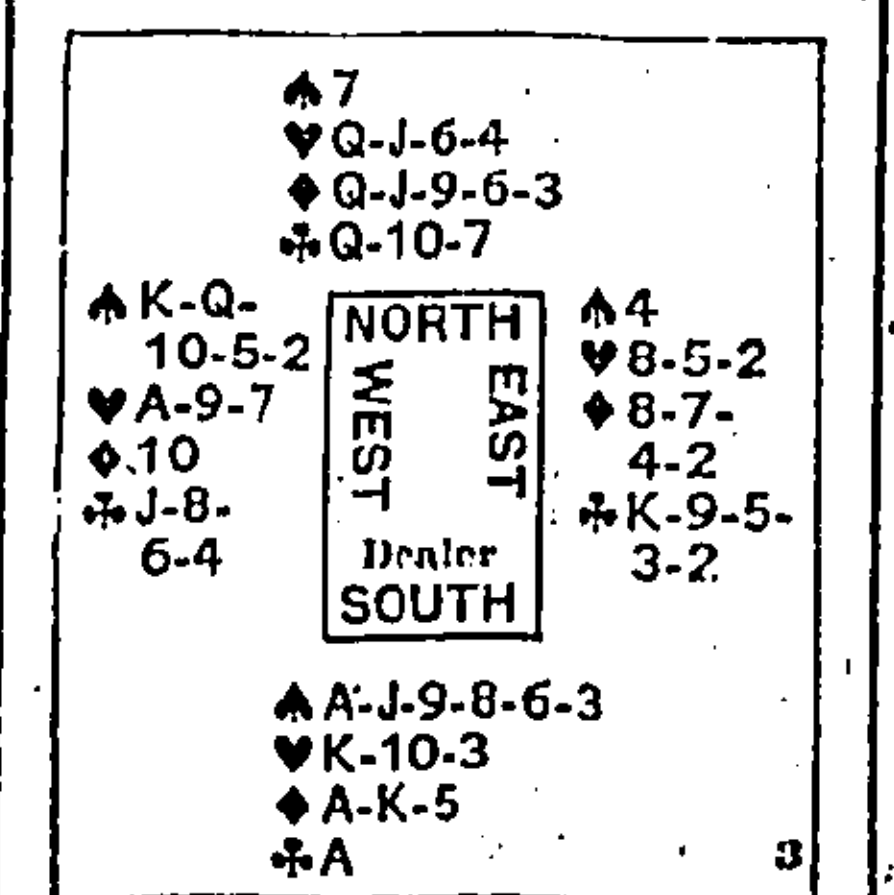 ♠ 7
♥ Q-J-6-4
♦ Q-J-9-6-3
♣ Q-10-7
♠ K-Q-
10-5-2
♥ A-9-7
♦ 10
♣ J-8-
6-4
NORTH
WEST
EAST
Dealer
SOUTH
♠ 4
♥ 8-5-2
♦ 8-7-
4-2
♣ K-9-5-
3-2
♠ A-J-9-8-6-3
♥ K-10-3
♦ A-K-5
♣ A
3